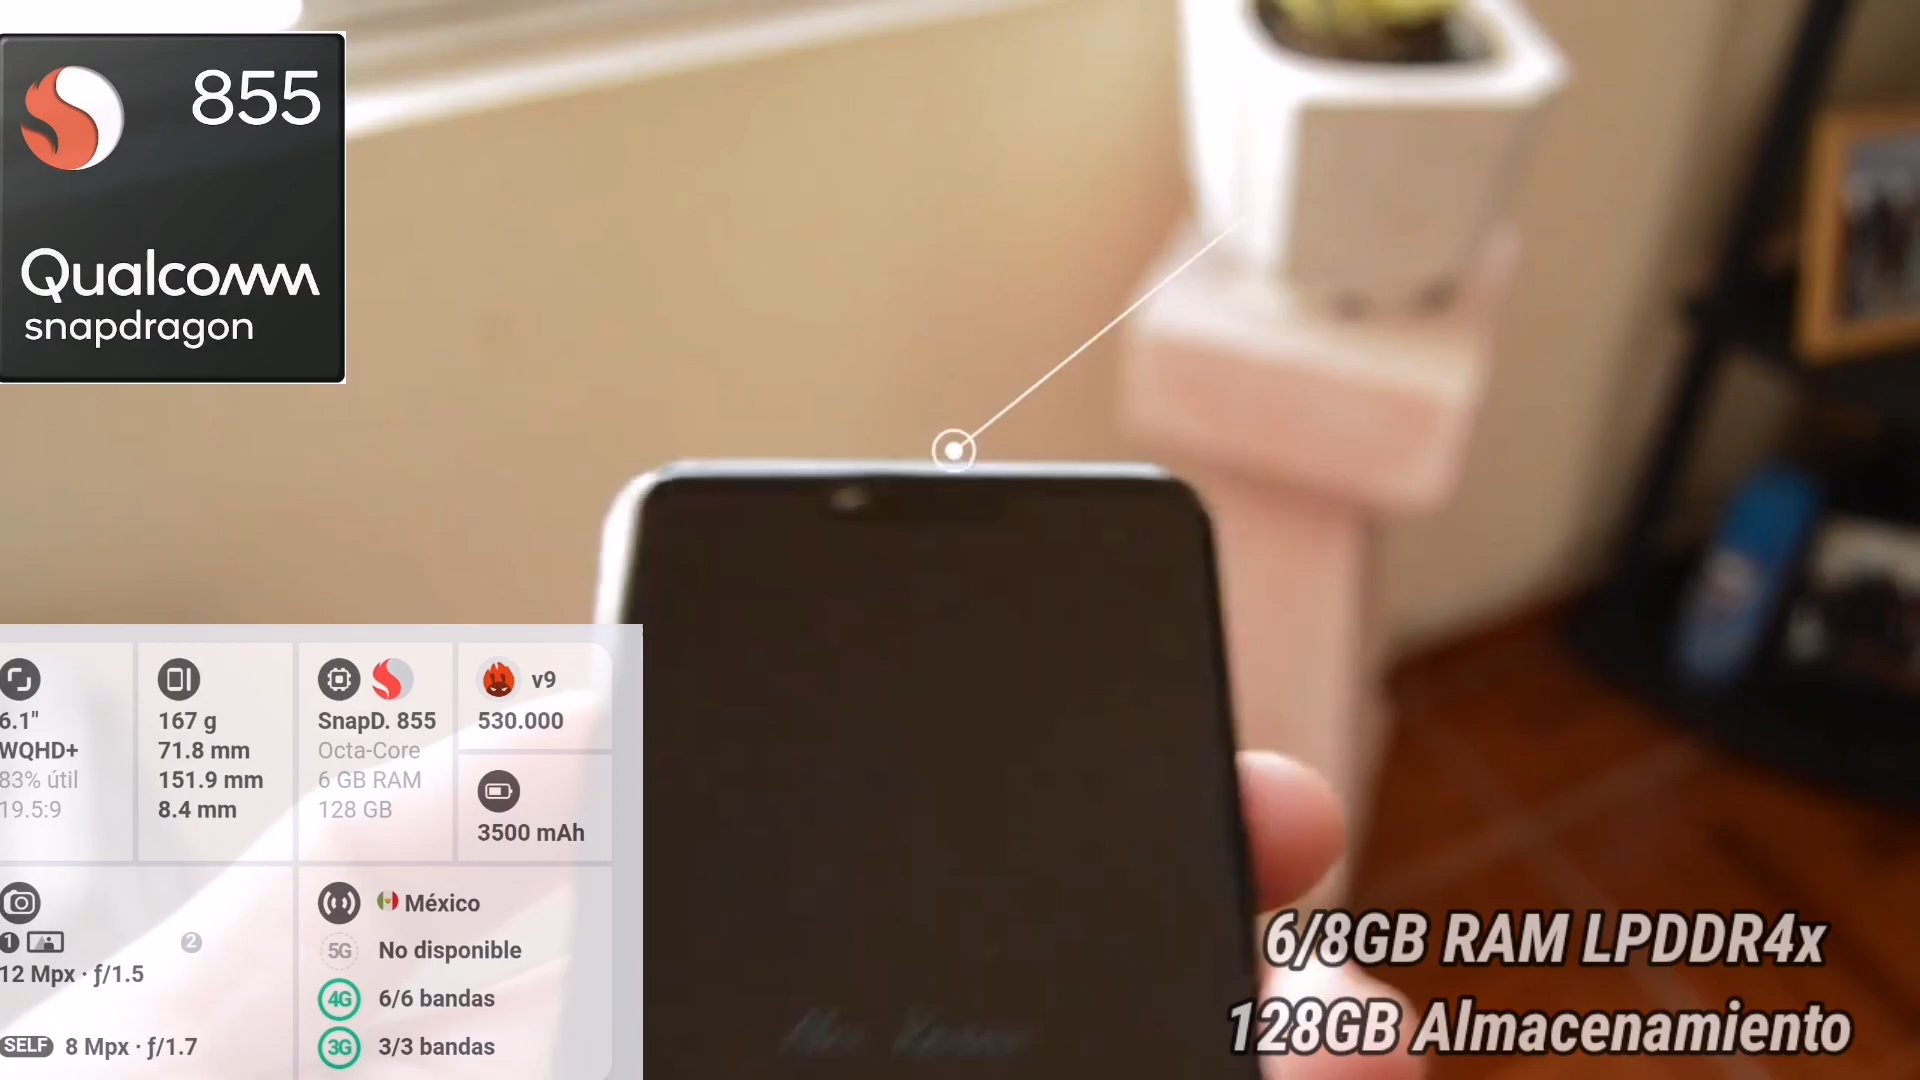 855
Qualcomm
snapdragon
6.1"
WQHD+
83% útil
19.5:9
167 g
71.8 mm
151.9 mm
8.4 mm
SnapD. 855
Octa-Core
6 GB RAM
128 GB
v9
530.000
3500 mAh
1
2
12 Mpx · ƒ/1.5
SELF 8 Mpx · ƒ/1.7
México
5G No disponible
4G 6/6 bandas
3G 3/3 bandas
6/8GB RAM LPDDR4x
128GB Almacenamiento